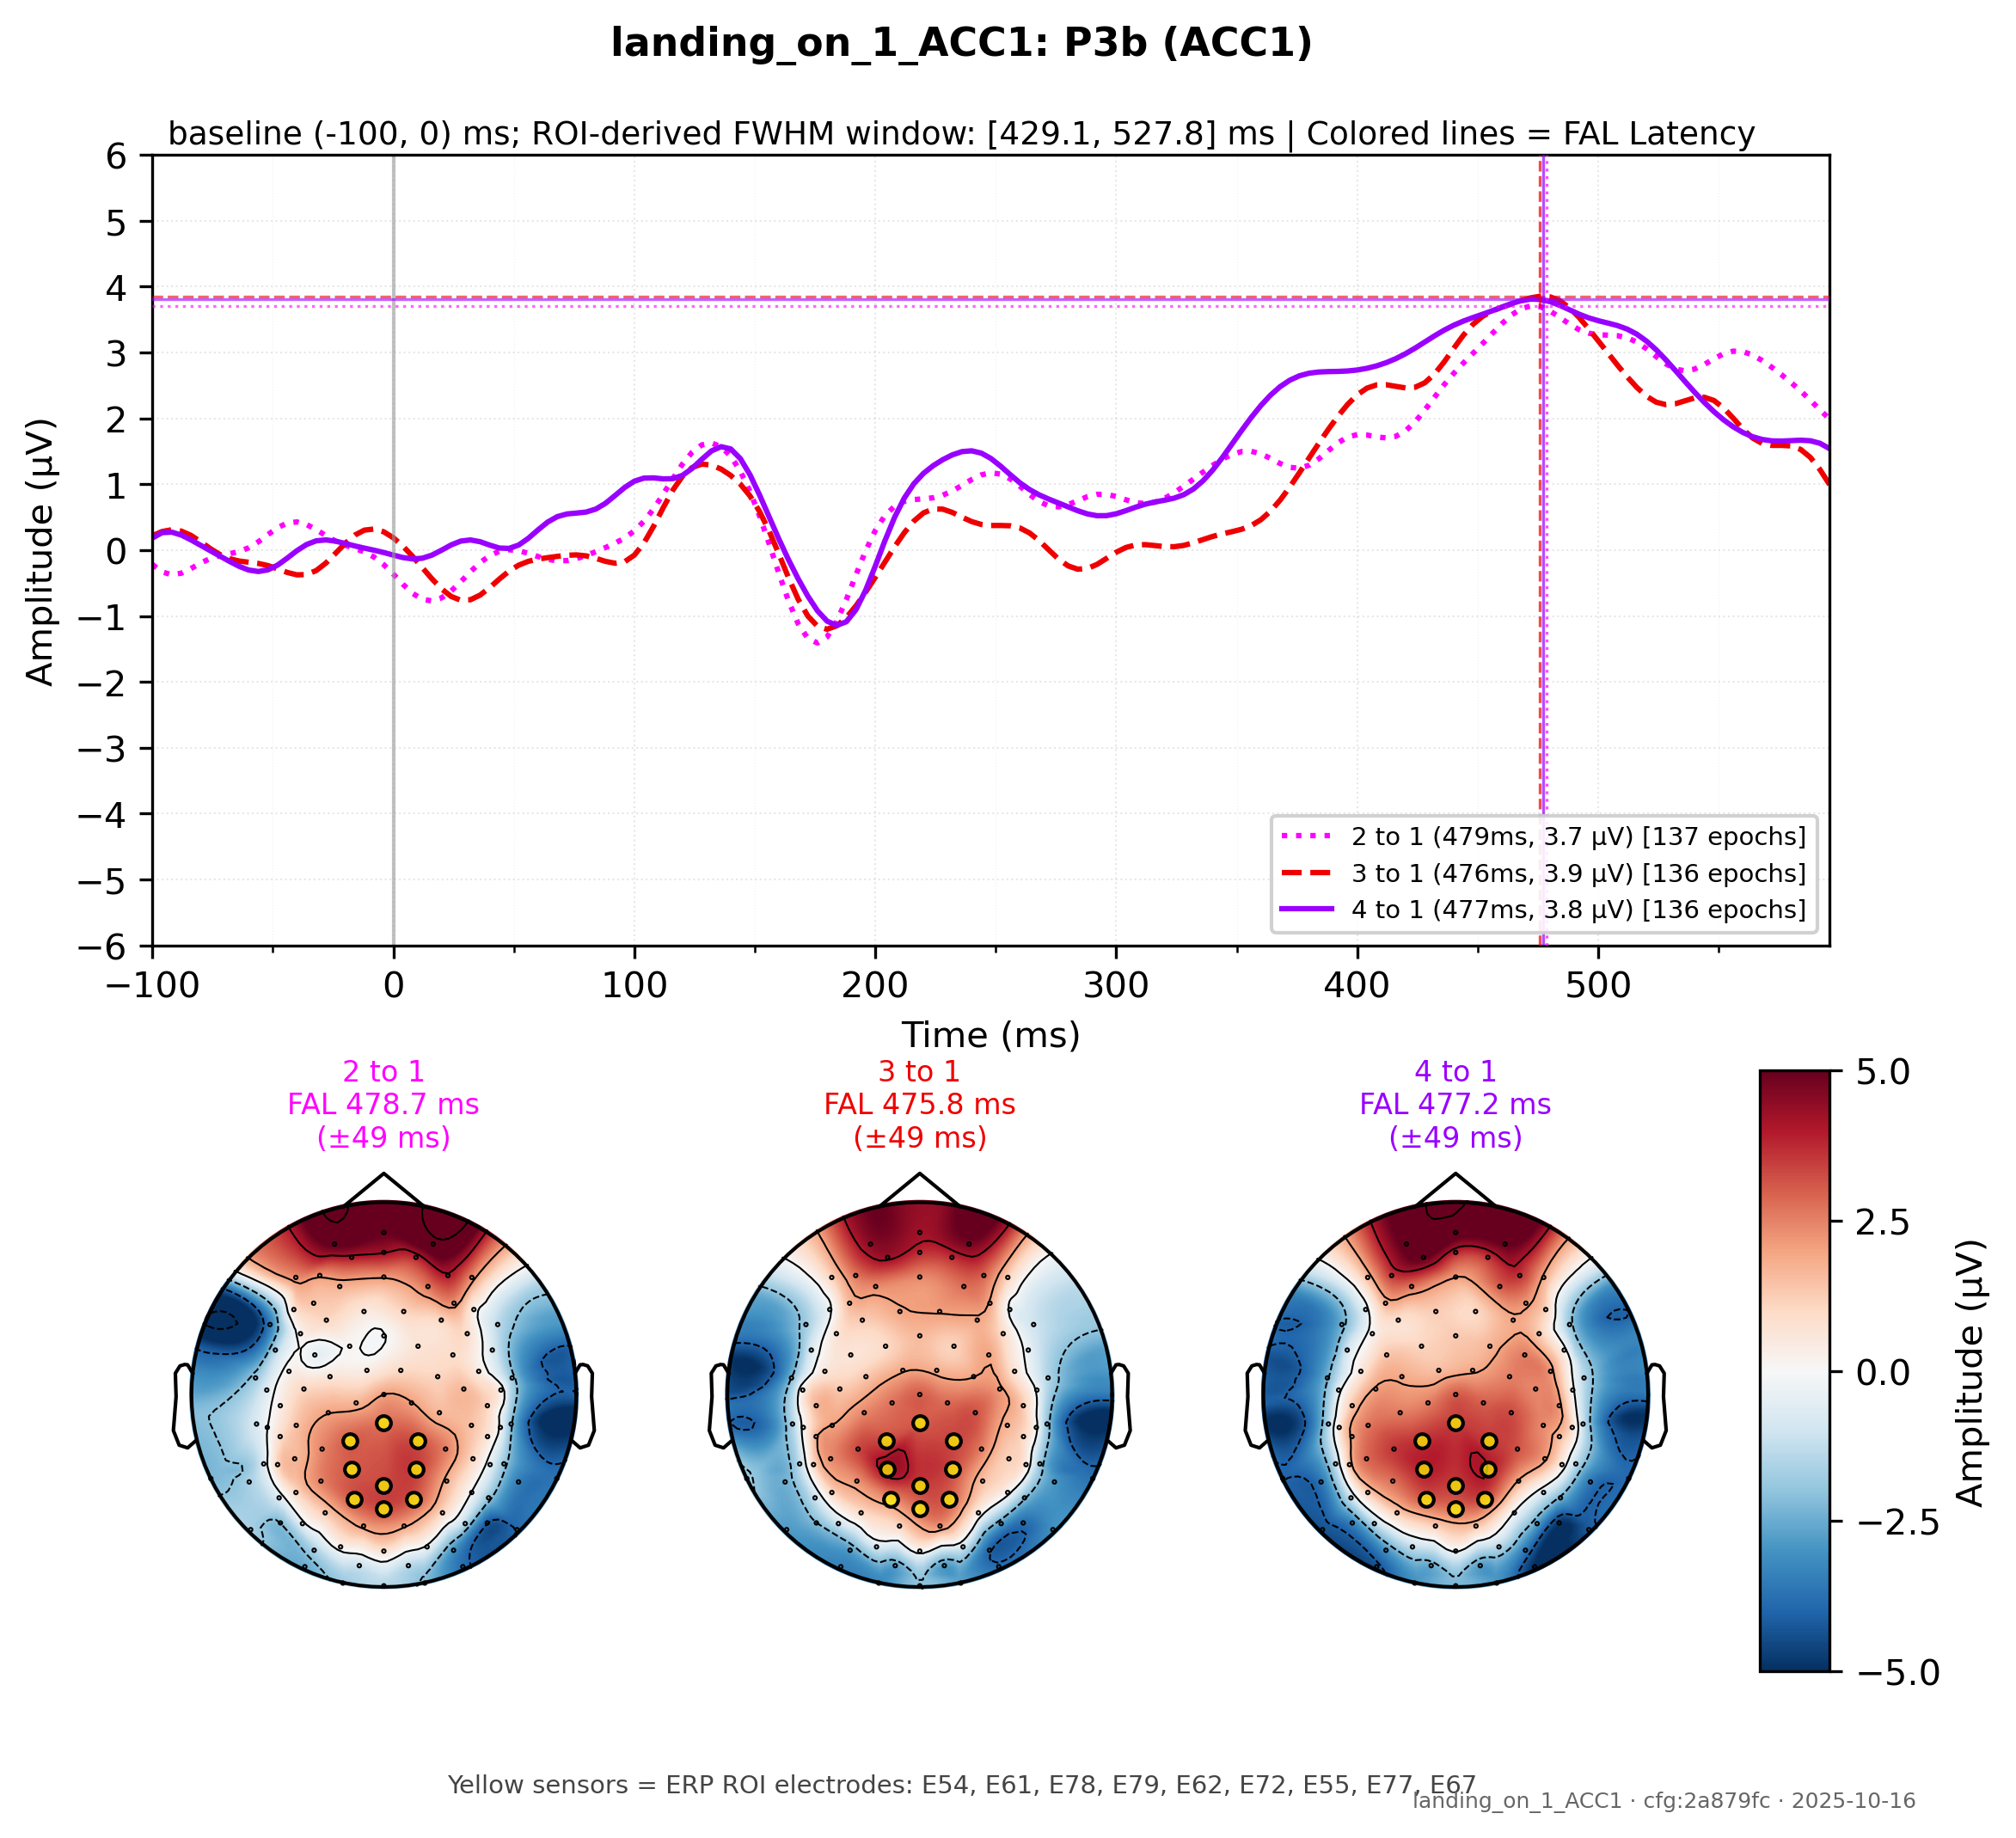 landing_on_1_ACC1: P3b (ACC1)
baseline (-100, 0) ms; ROI-derived FWHM window: [429.1, 527.8] ms | Colored lines = FAL Latency
6
5
4
3
2
1
0
−1
−2
−3
−4
−5
−6
Amplitude (μV)
2 to 1 (479ms, 3.7 μV) [137 epochs]
3 to 1 (476ms, 3.9 μV) [136 epochs]
4 to 1 (477ms, 3.8 μV) [136 epochs]
−100 0 100 200 300 400 500
Time (ms)
2 to 1
FAL 478.7 ms
(±49 ms)
3 to 1
FAL 475.8 ms
(±49 ms)
4 to 1
FAL 477.2 ms
(±49 ms)
5.0
2.5
0.0
−2.5
−5.0
Amplitude (μV)
Yellow sensors = ERP ROI electrodes: E54, E61, E78, E79, E62, E72, E55, E77, E67
landing_on_1_ACC1 · cfg:2a879fc · 2025-10-16